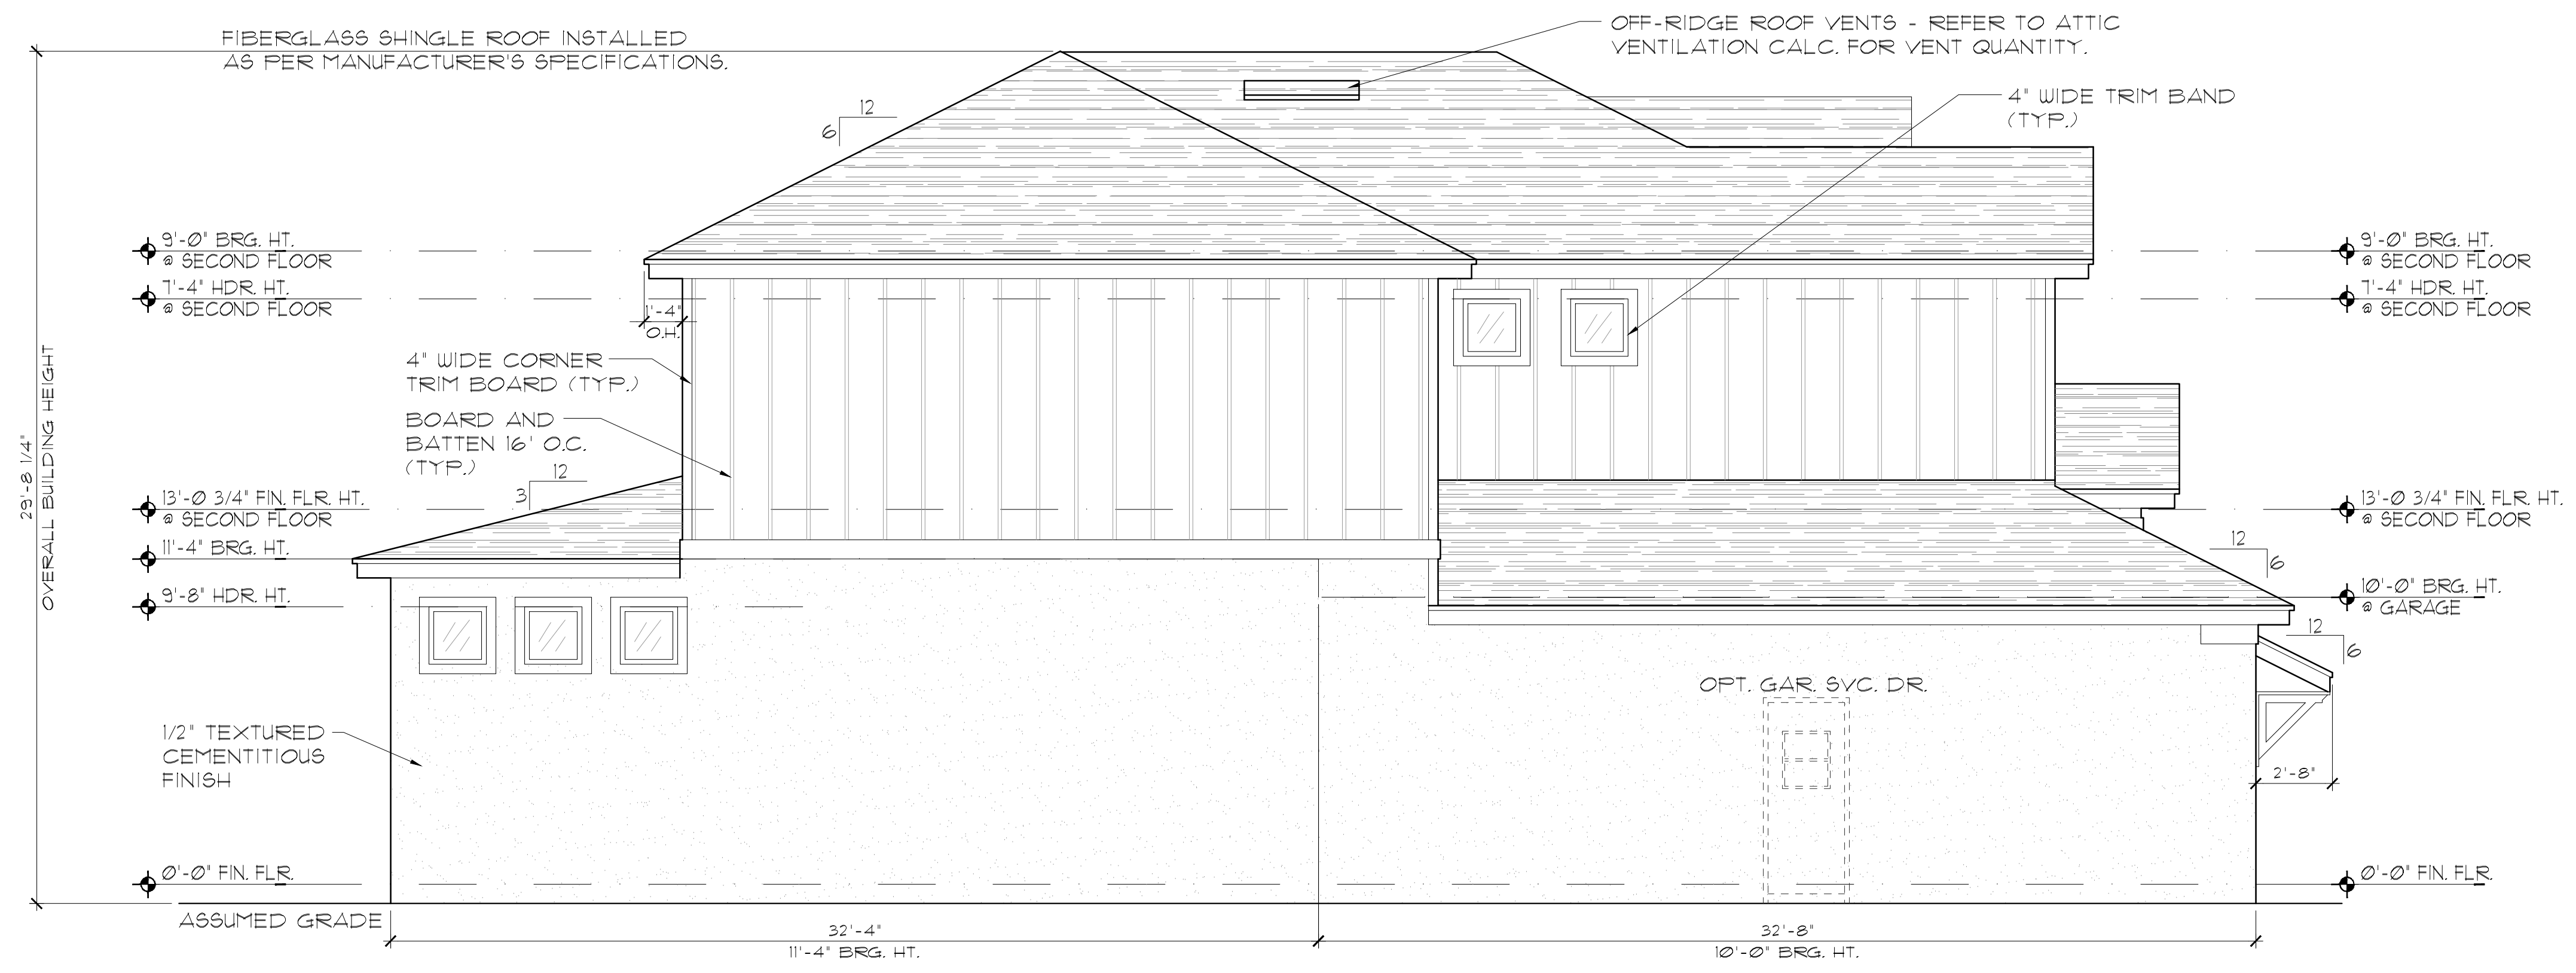 FIBERGLASS SHINGLE ROOF INSTALLED
AS PER MANUFACTURER'S SPECIFICATIONS.
OFF-RIDGE ROOF VENTS - REFER TO ATTIC
VENTILATION CALC. FOR VENT QUANTITY.
4" WIDE TRIM BAND
(TYP.)
12
6
9'-0" BRG. HT.
@ SECOND FLOOR
7'-4" HDR. HT.
@ SECOND FLOOR
9'-0" BRG. HT.
@ SECOND FLOOR
7'-4" HDR. HT.
@ SECOND FLOOR
1'-4"
O.H.
4" WIDE CORNER
TRIM BOARD (TYP.)
BOARD AND
BATTEN 16' O.C.
(TYP.)
29'-8 1/4"
OVERALL BUILDING HEIGHT
12
3
13'-0 3/4" FIN. FLR. HT.
@ SECOND FLOOR
11'-4" BRG. HT.
9'-8" HDR. HT.
13'-0 3/4" FIN. FLR. HT.
@ SECOND FLOOR
12
6
10'-0" BRG. HT.
@ GARAGE
12
6
OPT. GAR. SVC. DR.
1/2" TEXTURED
CEMENTITIOUS
FINISH
2'-8"
0'-0" FIN. FLR.
0'-0" FIN. FLR.
ASSUMED GRADE
32'-4"
11'-4" BRG. HT.
32'-8"
10'-0" BRG. HT.